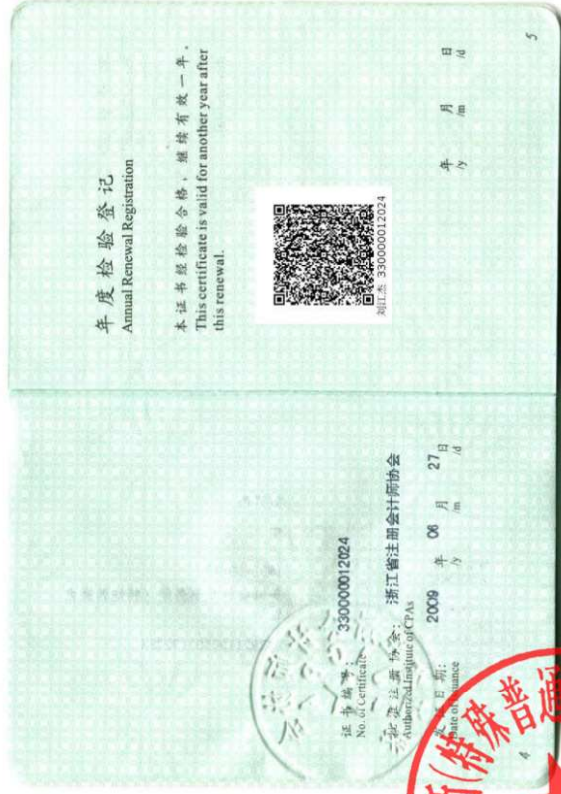 年度检验登记
Annual Renewal Registration
本证书经检验合格，继续有效一年。
This certificate is valid for another year after
this renewal.
刘江杰 330000012024
年 月 日
/y /m /d
5
证书编号：
No. of Certificate
330000012024
批准注册协会： 浙江省注册会计师协会
Authorized Institute of CPAs
发证日期：
Date of Issuance
2009 年 06 月 27 日
/y /m /d
4
(特殊普